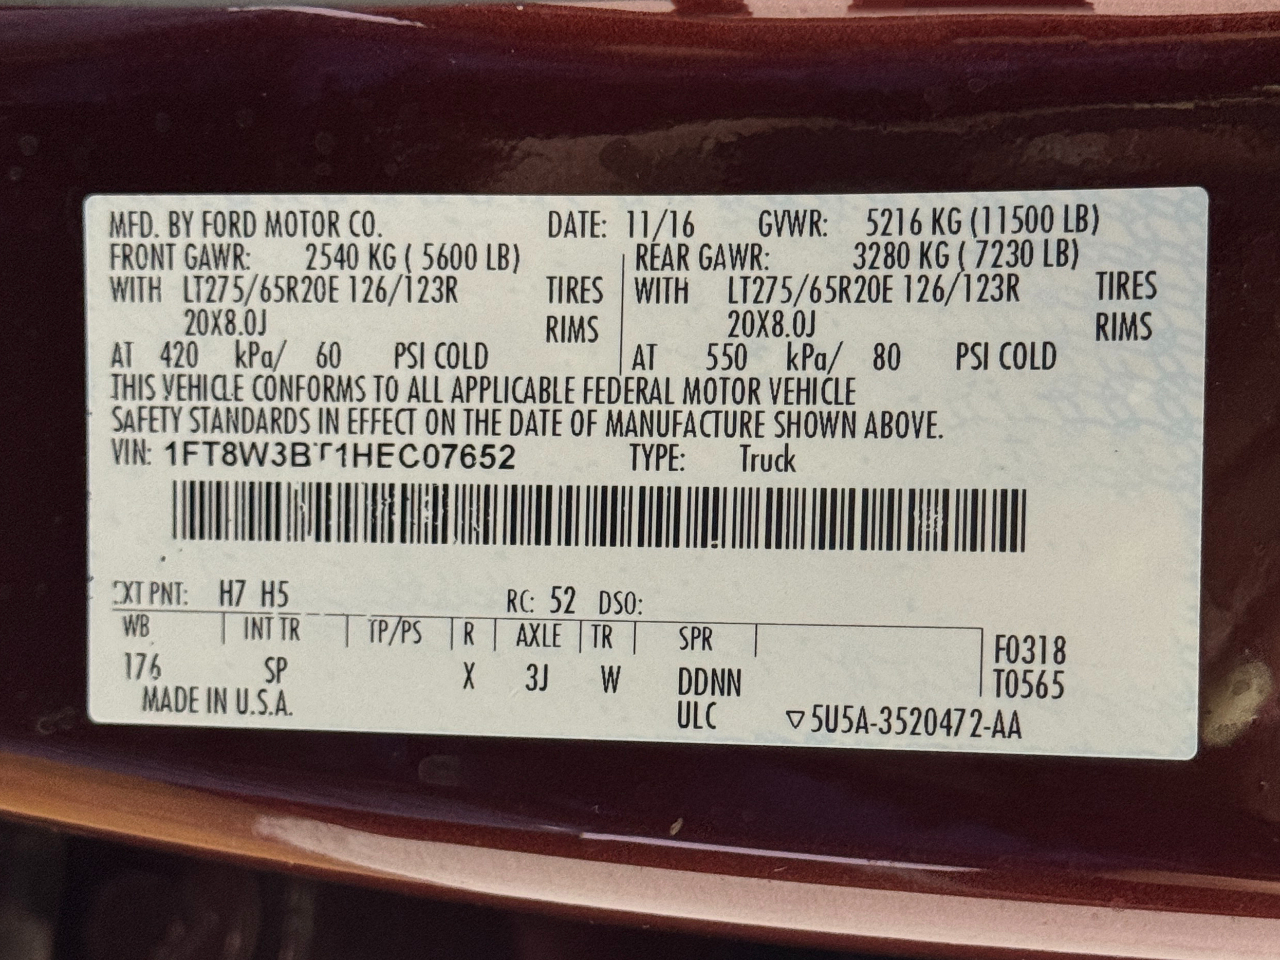 MFD. BY FORD MOTOR CO. DATE: 11/16 GVWR: 5216 KG (11500 LB)
FRONT GAWR: 2540 KG ( 5600 LB) REAR GAWR: 3280 KG ( 7230 LB)
WITH LT275/65R20E 126/123R TIRES WITH LT275/65R20E 126/123R TIRES
20X8.0J RIMS 20X8.0J RIMS
AT 420 kPa/ 60 PSI COLD AT 550 kPa/ 80 PSI COLD
THIS VEHICLE CONFORMS TO ALL APPLICABLE FEDERAL MOTOR VEHICLE
SAFETY STANDARDS IN EFFECT ON THE DATE OF MANUFACTURE SHOWN ABOVE.
VIN: 1FT8W3BT1HEC07652 TYPE: Truck
EXT PNT: H7 H5 RC: 52 DSO:
WB INT TR TP/PS R AXLE TR SPR F0318
176 SP X 3J W DDNN T0565
MADE IN U.S.A. ULC ▽5U5A-3520472-AA